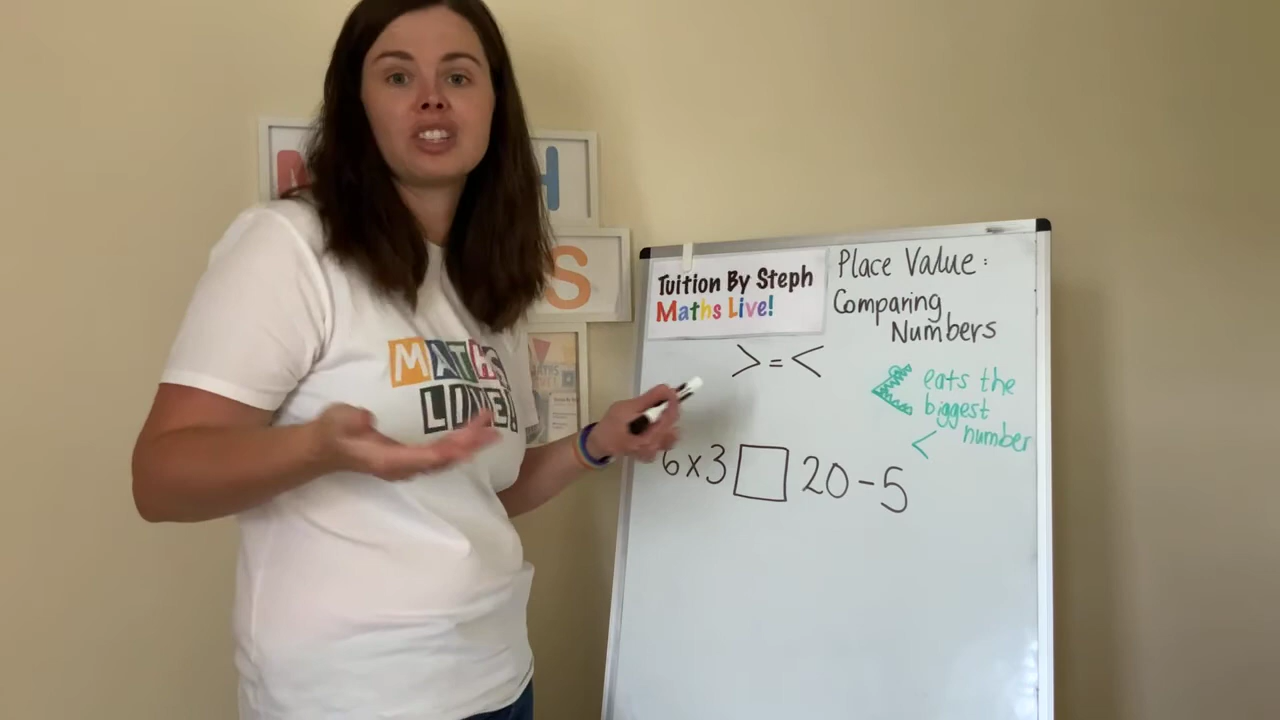 MATHS
LIVE!
Tuition By Steph
Maths Live!
Place Value:
Comparing
Numbers
> = <
eats the
biggest
number
<
6x3 □ 20-5
M
H
S